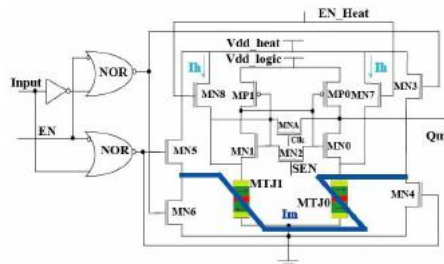 EN_Heat
Vdd_heat
Ih
Vdd_logic
Ih
Input
NOR
MN8
MP1
MP0
MN7
MN3
MNA
Qm
EN
Clk
MN5
MN1
MN2
MN0
NOR
SEN
MTJ1
MTJ0
MN4
MN6
Im